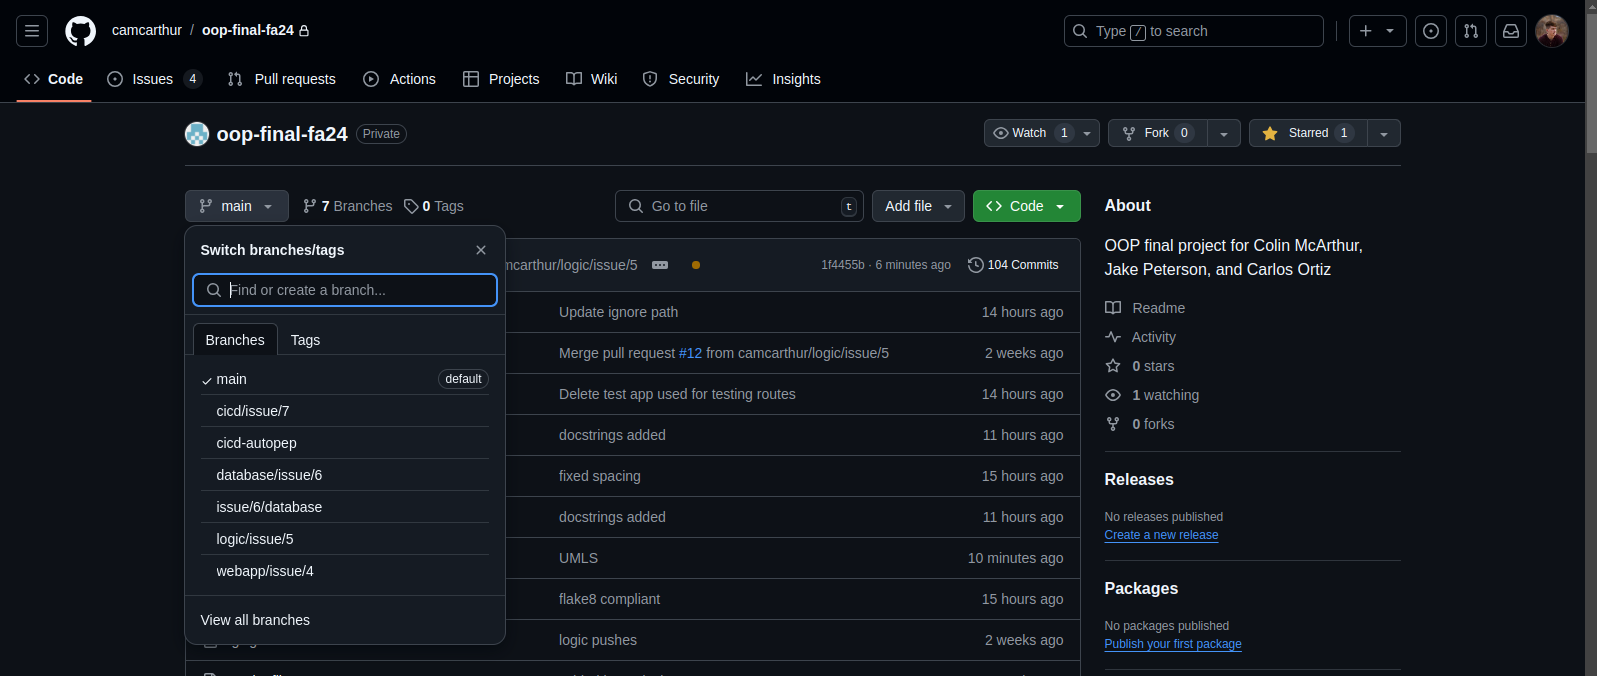 camcarthur / oop-final-fa24
Type / to search
Code Issues 4 Pull requests Actions Projects Wiki Security Insights
oop-final-fa24 Private
Watch 1 Fork 0 Starred 1
main 7 Branches 0 Tags
Go to file t
Add file Code
Switch branches/tags
Find or create a branch...
Branches Tags
main default
cicd/issue/7
cicd-autopep
database/issue/6
issue/6/database
logic/issue/5
webapp/issue/4
View all branches
mcarthur/logic/issue/5 1f4455b · 6 minutes ago 104 Commits
Update ignore path 14 hours ago
Merge pull request #12 from camcarthur/logic/issue/5 2 weeks ago
Delete test app used for testing routes 14 hours ago
docstrings added 11 hours ago
fixed spacing 15 hours ago
docstrings added 11 hours ago
UMLS 10 minutes ago
flake8 compliant 15 hours ago
logic pushes 2 weeks ago
About
OOP final project for Colin McArthur,
Jake Peterson, and Carlos Ortiz
Readme
Activity
0 stars
1 watching
0 forks
Releases
No releases published
Create a new release
Packages
No packages published
Publish your first package